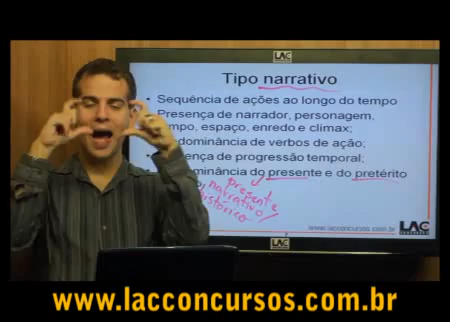 LAC
Tipo narrativo
• Sequência de ações ao longo do tempo
• Presença de narrador, personagem,
mpo, espaço, enredo e clímax;
dominância de verbos de ação;
ença de progressão temporal;
ominância do presente e do pretérito
presente
narrativo/
histórico
www.lacconcursos.com.br
LAC
LAC
www.lacconcursos.com.br